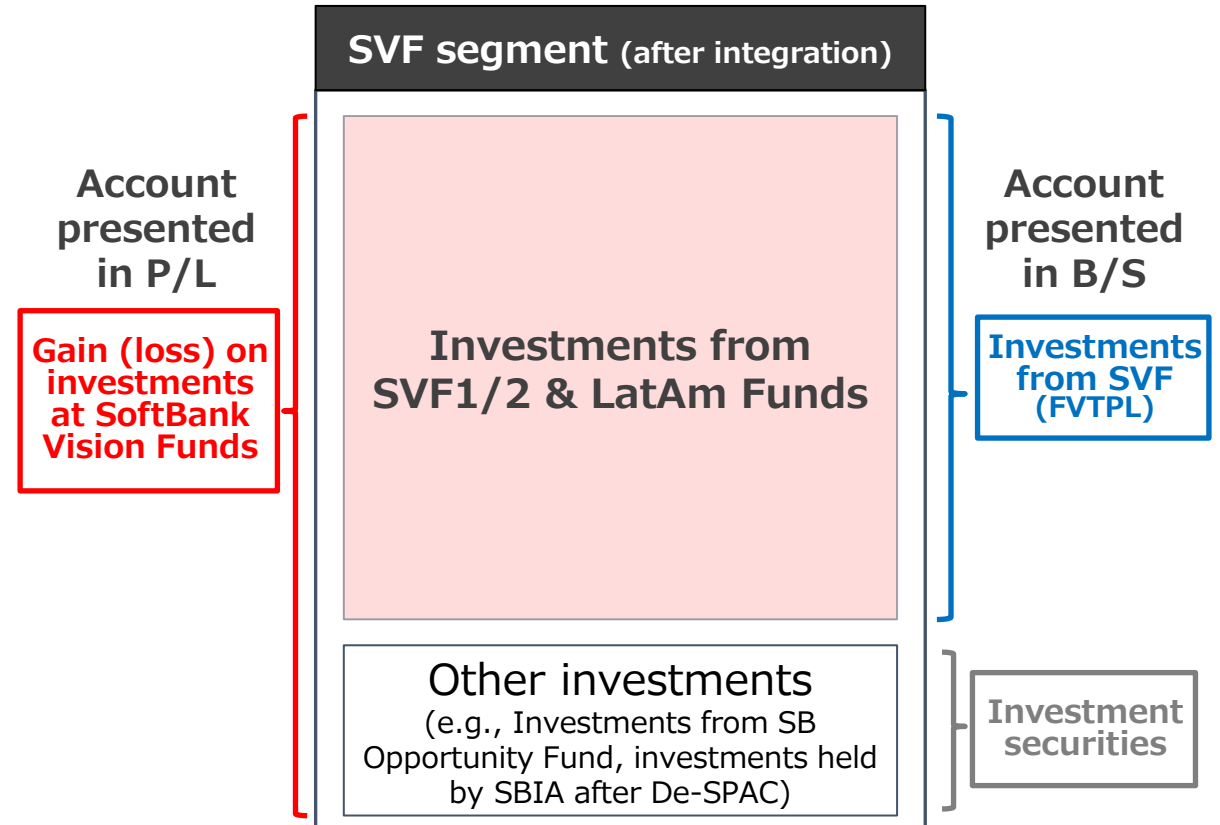 SVF segment (after integration)
Account
presented
in P/L
Gain (loss) on
investments
at SoftBank
Vision Funds
Investments from
SVF1/2 & LatAm Funds
Account
presented
in B/S
Investments
from SVF
(FVTPL)
Other investments
(e.g., Investments from SB
Opportunity Fund, investments held
by SBIA after De-SPAC)
Investment
securities